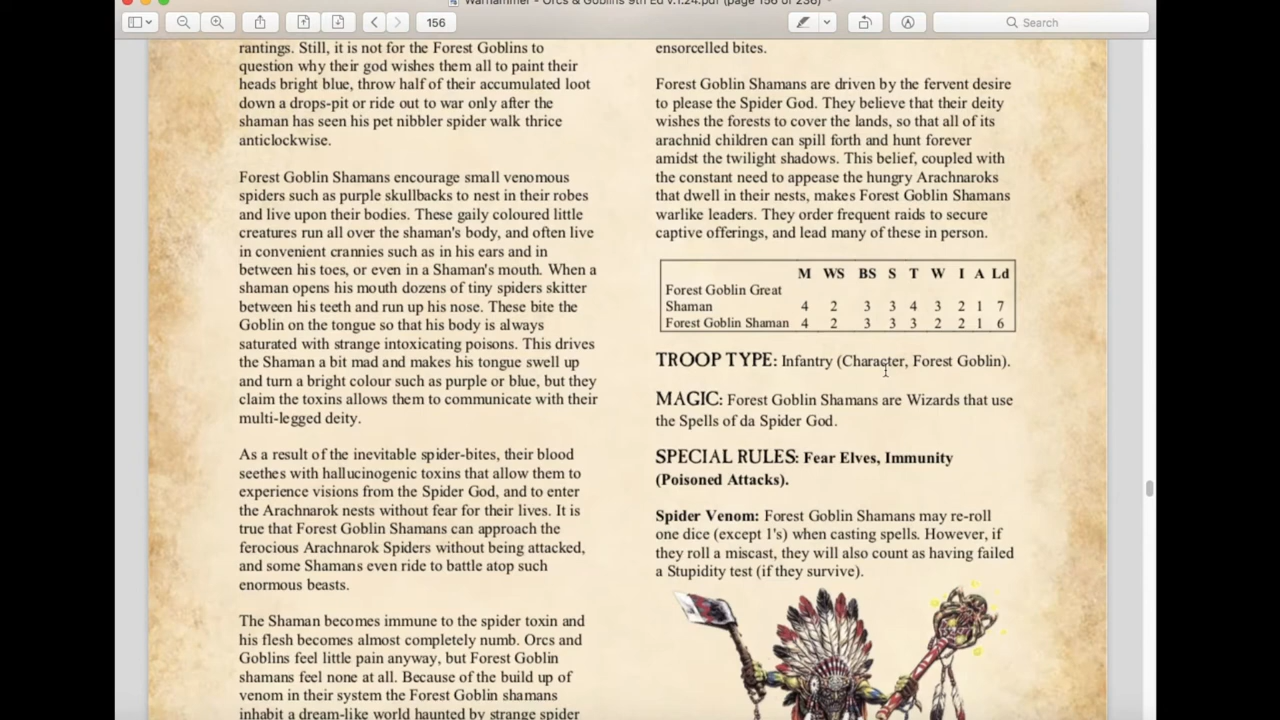 Warhammer - Orcs & Goblins 9th Ed v.1.24.pdf (page 156 of 236)
156
Search
rantings. Still, it is not for the Forest Goblins to
question why their god wishes them all to paint their
heads bright blue, throw half of their accumulated loot
down a drops-pit or ride out to war only after the
shaman has seen his pet nibbler spider walk thrice
anticlockwise.
Forest Goblin Shamans encourage small venomous
spiders such as purple skullbacks to nest in their robes
and live upon their bodies. These gaily coloured little
creatures run all over the shaman's body, and often live
in convenient crannies such as in his ears and in
between his toes, or even in a Shaman's mouth. When a
shaman opens his mouth dozens of tiny spiders skitter
between his teeth and run up his nose. These bite the
Goblin on the tongue so that his body is always
saturated with strange intoxicating poisons. This drives
the Shaman a bit mad and makes his tongue swell up
and turn a bright colour such as purple or blue, but they
claim the toxins allows them to communicate with their
multi-legged deity.
As a result of the inevitable spider-bites, their blood
seethes with hallucinogenic toxins that allow them to
experience visions from the Spider God, and to enter
the Arachnarok nests without fear for their lives. It is
true that Forest Goblin Shamans can approach the
ferocious Arachnarok Spiders without being attacked,
and some Shamans even ride to battle atop such
enormous beasts.
The Shaman becomes immune to the spider toxin and
his flesh becomes almost completely numb. Orcs and
Goblins feel little pain anyway, but Forest Goblin
shamans feel none at all. Because of the build up of
venom in their system the Forest Goblin shamans
inhabit a dream-like world haunted by strange spider
ensorcelled bites.
Forest Goblin Shamans are driven by the fervent desire
to please the Spider God. They believe that their deity
wishes the forests to cover the lands, so that all of its
arachnid children can spill forth and hunt forever
amidst the twilight shadows. This belief, coupled with
the constant need to appease the hungry Arachnaroks
that dwell in their nests, makes Forest Goblin Shamans
warlike leaders. They order frequent raids to secure
captive offerings, and lead many of these in person.
M WS BS S T W I A Ld
Forest Goblin Great
Shaman 4 2 3 3 4 3 2 1 7
Forest Goblin Shaman 4 2 3 3 3 2 2 1 6
TROOP TYPE: Infantry (Character, Forest Goblin).
MAGIC: Forest Goblin Shamans are Wizards that use
the Spells of da Spider God.
SPECIAL RULES: Fear Elves, Immunity
(Poisoned Attacks).
Spider Venom: Forest Goblin Shamans may re-roll
one dice (except 1's) when casting spells. However, if
they roll a miscast, they will also count as having failed
a Stupidity test (if they survive).